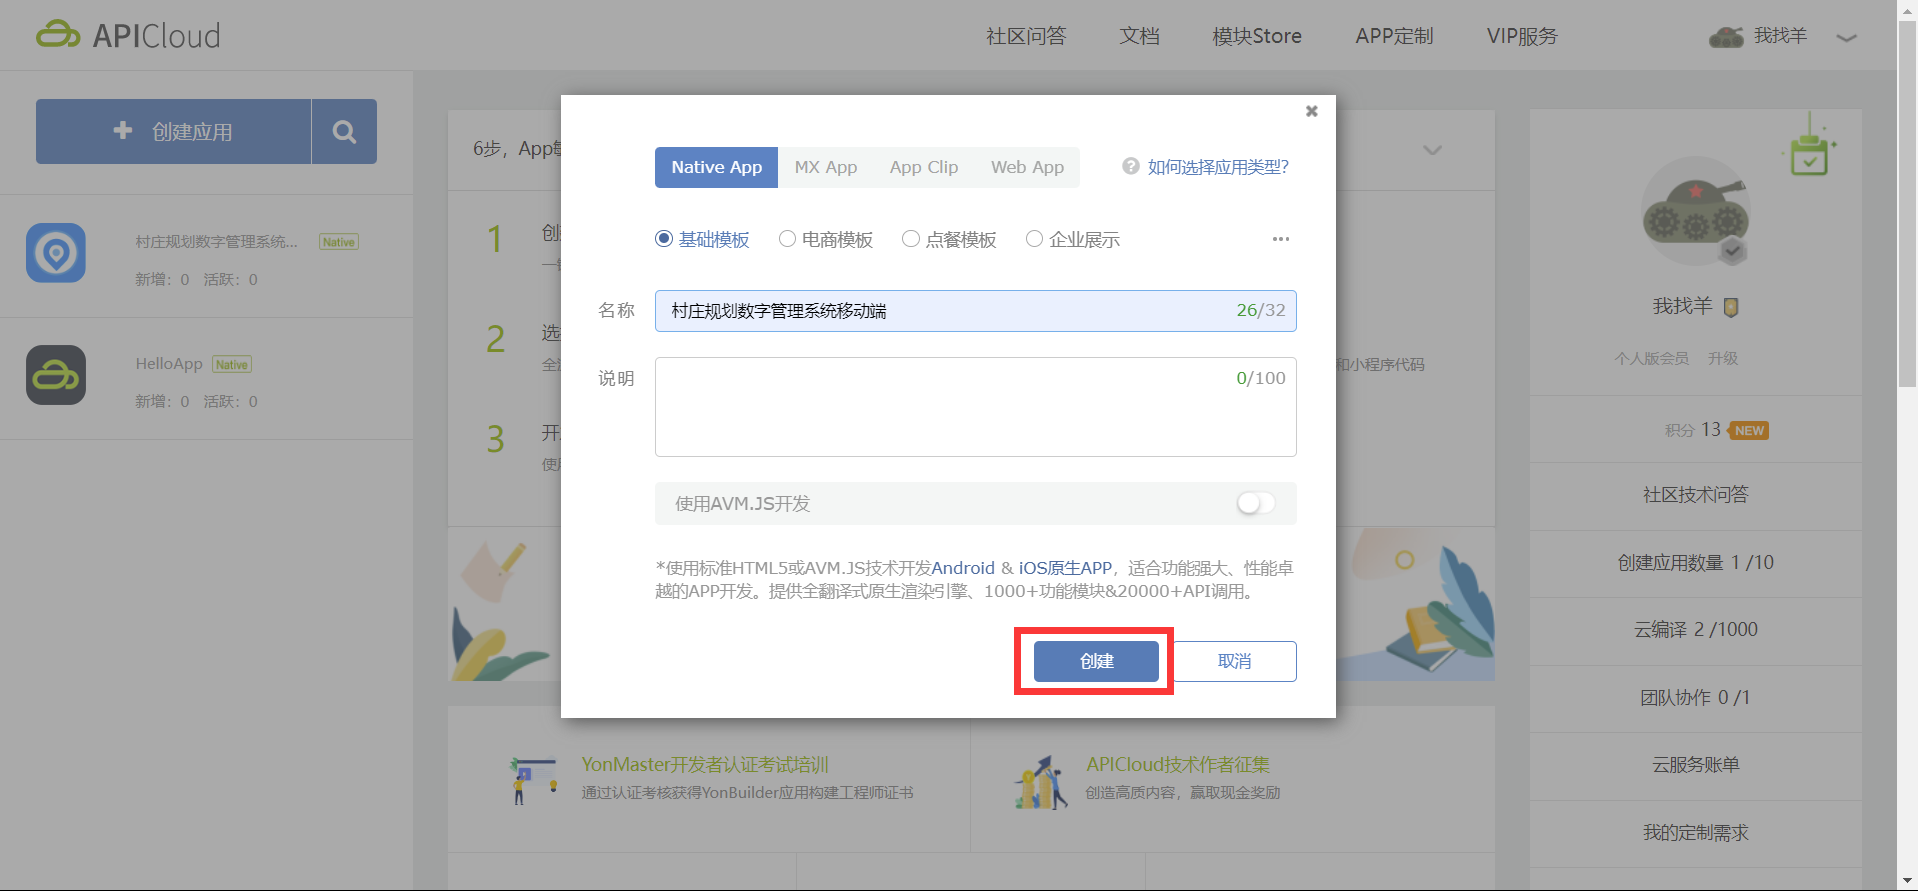 APICloud
社区问答
文档
模块Store
APP定制
VIP服务
我找羊
创建应用
村庄规划数字管理系统... Native
新增：0 活跃：0
HelloApp Native
新增：0 活跃：0
6步，App
1
2
3
和小程序代码
Native App
MX App
App Clip
Web App
如何选择应用类型?
基础模板
电商模板
点餐模板
企业展示
名称
村庄规划数字管理系统移动端
26/32
说明
0/100
使用AVM.JS开发
*使用标准HTML5或AVM.JS技术开发Android & iOS原生APP，适合功能强大、性能卓
越的APP开发。提供全翻译式原生渲染引擎、1000+功能模块&20000+API调用。
创建
取消
YonMaster开发者认证考试培训
通过认证考核获得YonBuilder应用构建工程师证书
APICloud技术作者征集
创造高质内容，赢取现金奖励
我找羊
个人版会员 升级
积分 13 NEW
社区技术问答
创建应用数量 1 /10
云编译 2 /1000
团队协作 0 /1
云服务账单
我的定制需求